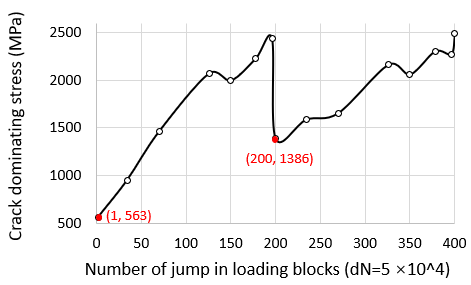 Crack dominating stress (MPa)
2500
2000
1500
1000
500
(200, 1386)
(1, 563)
0 50 100 150 200 250 300 350 400
Number of jump in loading blocks (dN=5 ×10^4)